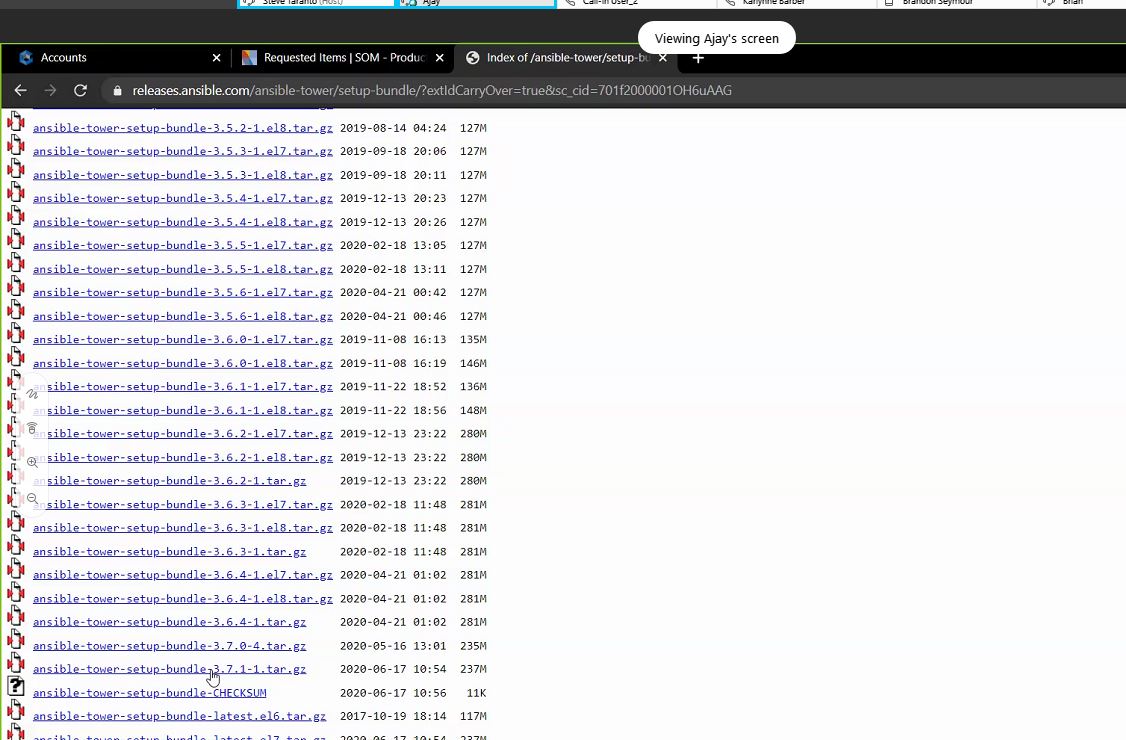 Steve Taranto (Host) Ajay Call-in User_2 Karlynne Barber Brandon Seymour Brian
Viewing Ajay's screen
Accounts Requested Items | SOM - Produc Index of /ansible-tower/setup-bu
releases.ansible.com/ansible-tower/setup-bundle/?extIdCarryOver=true&sc_cid=701f2000001OH6uAAG
ansible-tower-setup-bundle-3.5.2-1.el8.tar.gz 2019-08-14 04:24 127M
ansible-tower-setup-bundle-3.5.3-1.el7.tar.gz 2019-09-18 20:06 127M
ansible-tower-setup-bundle-3.5.3-1.el8.tar.gz 2019-09-18 20:11 127M
ansible-tower-setup-bundle-3.5.4-1.el7.tar.gz 2019-12-13 20:23 127M
ansible-tower-setup-bundle-3.5.4-1.el8.tar.gz 2019-12-13 20:26 127M
ansible-tower-setup-bundle-3.5.5-1.el7.tar.gz 2020-02-18 13:05 127M
ansible-tower-setup-bundle-3.5.5-1.el8.tar.gz 2020-02-18 13:11 127M
ansible-tower-setup-bundle-3.5.6-1.el7.tar.gz 2020-04-21 00:42 127M
ansible-tower-setup-bundle-3.5.6-1.el8.tar.gz 2020-04-21 00:46 127M
ansible-tower-setup-bundle-3.6.0-1.el7.tar.gz 2019-11-08 16:13 135M
ansible-tower-setup-bundle-3.6.0-1.el8.tar.gz 2019-11-08 16:19 146M
ansible-tower-setup-bundle-3.6.1-1.el7.tar.gz 2019-11-22 18:52 136M
ansible-tower-setup-bundle-3.6.1-1.el8.tar.gz 2019-11-22 18:56 148M
ansible-tower-setup-bundle-3.6.2-1.el7.tar.gz 2019-12-13 23:22 280M
ansible-tower-setup-bundle-3.6.2-1.el8.tar.gz 2019-12-13 23:22 280M
ansible-tower-setup-bundle-3.6.2-1.tar.gz 2019-12-13 23:22 280M
ansible-tower-setup-bundle-3.6.3-1.el7.tar.gz 2020-02-18 11:48 281M
ansible-tower-setup-bundle-3.6.3-1.el8.tar.gz 2020-02-18 11:48 281M
ansible-tower-setup-bundle-3.6.3-1.tar.gz 2020-02-18 11:48 281M
ansible-tower-setup-bundle-3.6.4-1.el7.tar.gz 2020-04-21 01:02 281M
ansible-tower-setup-bundle-3.6.4-1.el8.tar.gz 2020-04-21 01:02 281M
ansible-tower-setup-bundle-3.6.4-1.tar.gz 2020-04-21 01:02 281M
ansible-tower-setup-bundle-3.7.0-4.tar.gz 2020-05-16 13:01 235M
ansible-tower-setup-bundle-3.7.1-1.tar.gz 2020-06-17 10:54 237M
ansible-tower-setup-bundle-CHECKSUM 2020-06-17 10:56 11K
ansible-tower-setup-bundle-latest.el6.tar.gz 2017-10-19 18:14 117M
ansible-tower-setup-bundle-latest.el7.tar.gz 2020-06-17 10:54 237M